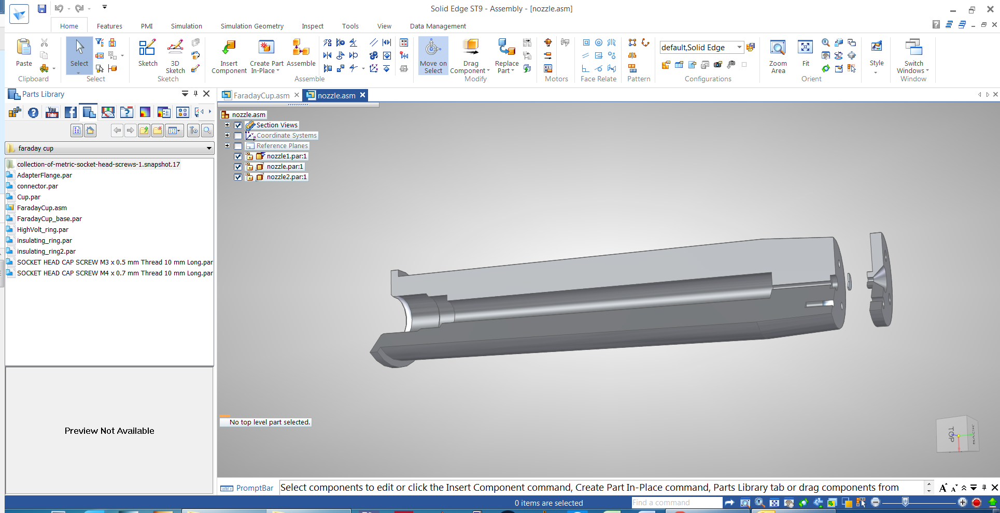 Solid Edge ST9 - Assembly - [nozzle.asm]
Home Features PMI Simulation Simulation Geometry Inspect Tools View Data Management
Paste
Clipboard
Select
Select
Sketch
3D Sketch
Sketch
Insert Component
Create Part In-Place
Assemble
Assemble
Move on Select
Drag Component
Replace Part
Modify
Motors
Face Relate
Pattern
default,Solid Edge
Configurations
Zoom Area
Fit
Orient
Style
Switch Windows
Window
Parts Library
You Tube
faraday cup
collection-of-metric-socket-head-screws-1.snapshot.17
AdapterFlange.par
connector.par
Cup.par
FaradayCup.asm
FaradayCup_base.par
HighVolt_ring.par
insulating_ring.par
insulating_ring2.par
SOCKET HEAD CAP SCREW M3 x 0.5 mm Thread 10 mm Long.par
SOCKET HEAD CAP SCREW M4 x 0.7 mm Thread 10 mm Long.par
Preview Not Available
FaradayCup.asm
nozzle.asm
nozzle.asm
Section Views
Coordinate Systems
Reference Planes
nozzle1.par:1
nozzle.par:1
nozzle2.par:1
No top level part selected.
TOP
BACK
PromptBar
Select components to edit or click the Insert Component command, Create Part In-Place command, Parts Library tab or drag components from
0 items are selected
Find a command